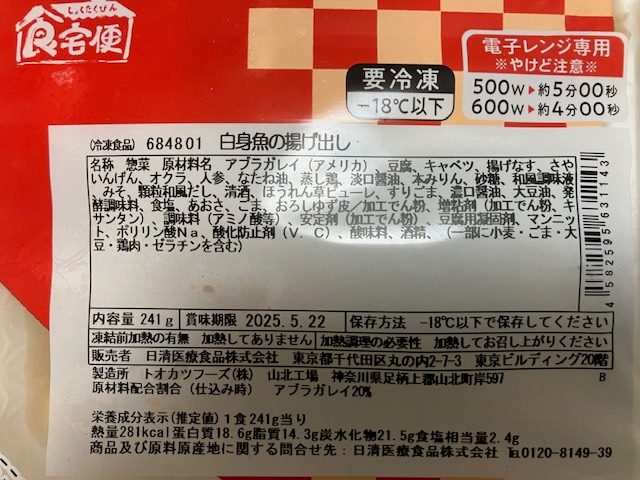 しょくたくびん
食宅便
電子レンジ専用
※やけど注意※
500W▶約5分00秒
600W▶約4分00秒
要冷凍
-18℃以下
(冷凍食品) 684801 白身魚の揚げ出し
名称 惣菜 原材料名 アブラガレイ(アメリカ)、豆腐、キャベツ、揚げなす、さや
いんげん、オクラ、人参、なたね油、蒸し鶏、淡口醤油、本みりん、砂糖、和風調味液
、みそ、顆粒和風だし、清酒、ほうれん草ピューレ、すりごま、濃口醤油、大豆油、発
酵調味料、食塩、あおさ、ごま、おろしゆず皮/加工でん粉、増粘剤(加工でん粉、キ
サンタン)、調味料(アミノ酸等)、安定剤(加工でん粉)、豆腐用凝固剤、マンニッ
ト、ポリリン酸Na、酸化防止剤(V.C)、酸味料、酒精、(一部に小麦・ごま・大
豆・鶏肉・ゼラチンを含む)
4582595631143
内容量 241g 賞味期限 2025.5.22 保存方法 -18℃以下で保存してください
凍結前加熱の有無 加熱してありません 加熱調理の必要性 加熱してお召し上がりください
販売者 日清医療食品株式会社 東京都千代田区丸の内2-7-3 東京ビルディング20階
製造所 トオカツフーズ(株) 山北工場 神奈川県足柄上郡山北町岸597 B
原材料配合割合(仕込み時) アブラガレイ20%
栄養成分表示(推定値)1食241g当り
熱量281kcal蛋白質18.6g脂質14.3g炭水化物21.5g食塩相当量2.4g
商品及び原料原産地に関する問合せ先:日清医療食品株式会社 ℡0120-8149-39